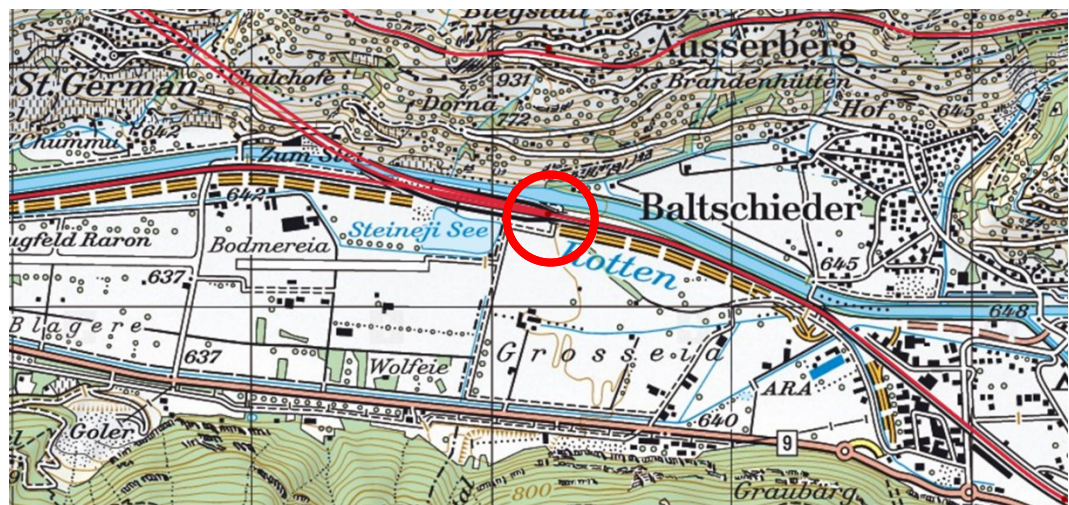 Ausserberg
St. German
Chalchofe
931
Brandenhütten
Dorna
Hof
645
772
Chummu
642
Zum Stei
642
Baltschieder
Steineji See
ugfeld Raron
Bodmereia
Rotten
645
637
648
Blagere
637
Wolfeie
Grosseia
ARA
640
Goler
9
800
Graubärg